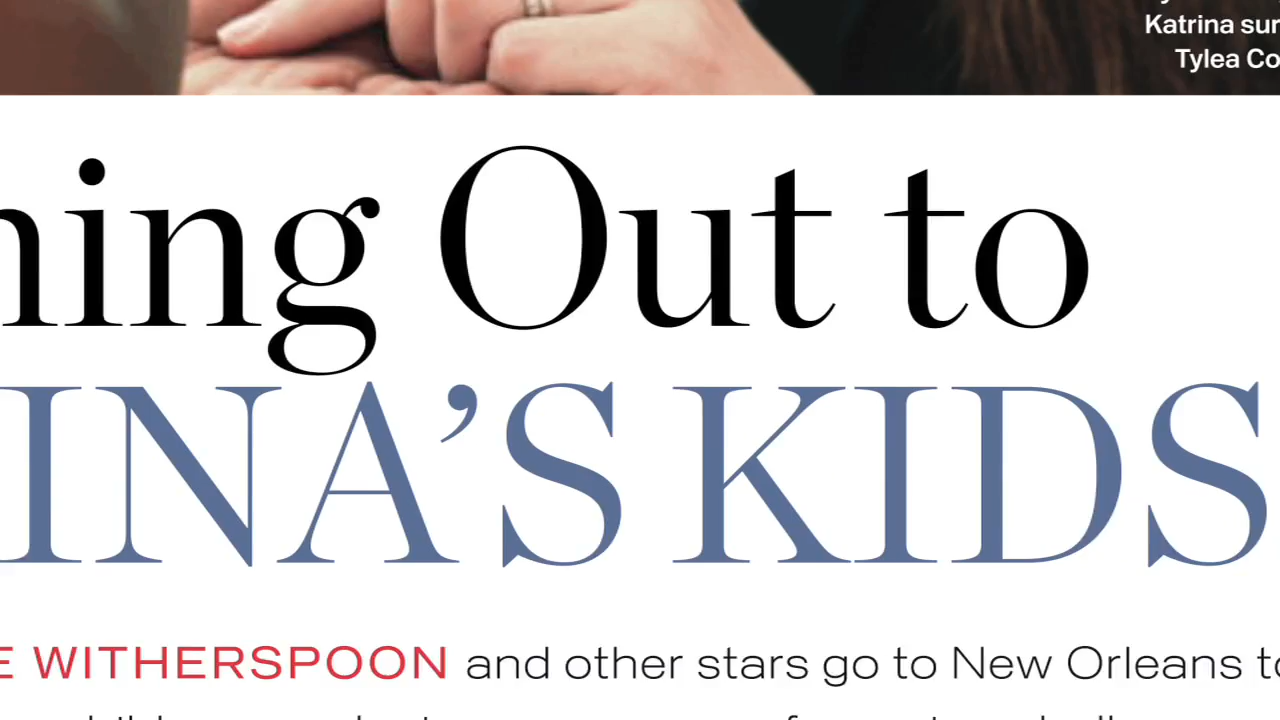 Katrina sur
Tylea Co
ning Out to
INA'S KIDS
E WITHERSPOON and other stars go to New Orleans to